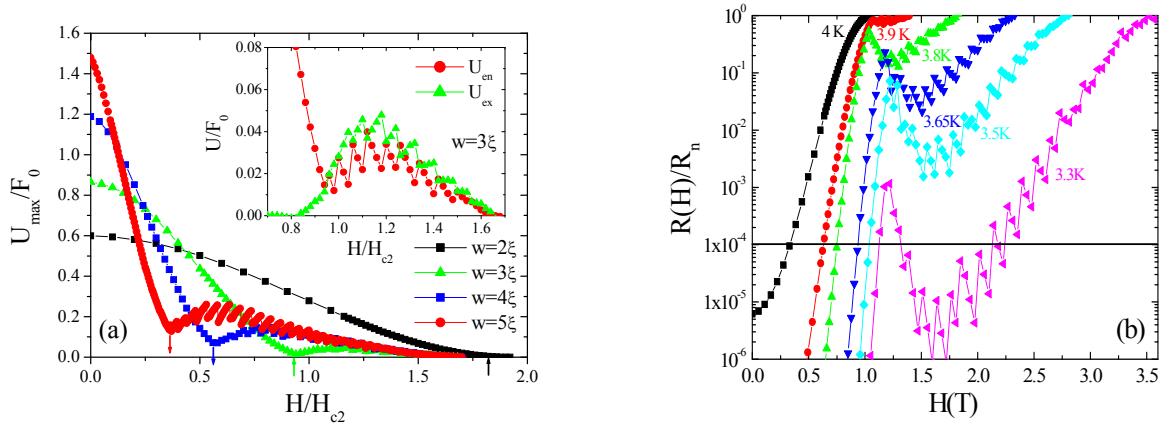 1.6
1.4
1.2
1.0
0.8
0.6
0.4
0.2
0.0
U_max/F_0
0.0 0.5 1.0 1.5 2.0
H/H_c2
(a)
0.08
0.06
0.04
0.02
0.00
U/F_0
0.8 1.0 1.2 1.4 1.6
H/H_c2
U_en
U_ex
w=3ξ
w=2ξ
w=3ξ
w=4ξ
w=5ξ
10^0
10^-1
10^-2
10^-3
1x10^-4
10^-5
10^-6
R(H)/R_n
4 K
3.9 K
3.8K
3.65K
3.5K
3.3K
(b)
0.0 0.5 1.0 1.5 2.0 2.5 3.0 3.5
H(T)